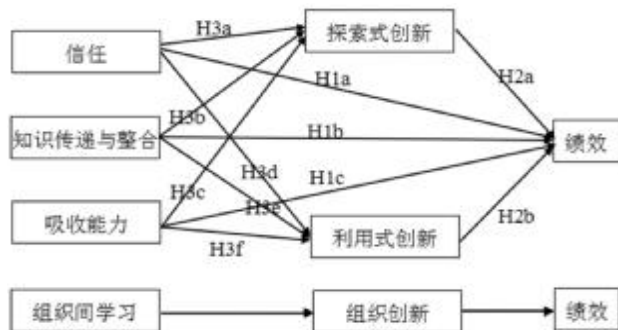 H3a
探索式创新
信任
H2a
H1a
H3b
知识传递与整合
H1b
绩效
H3c
H3d
H1c
吸收能力
H3e
H2b
H3f
利用式创新
组织间学习
组织创新
绩效